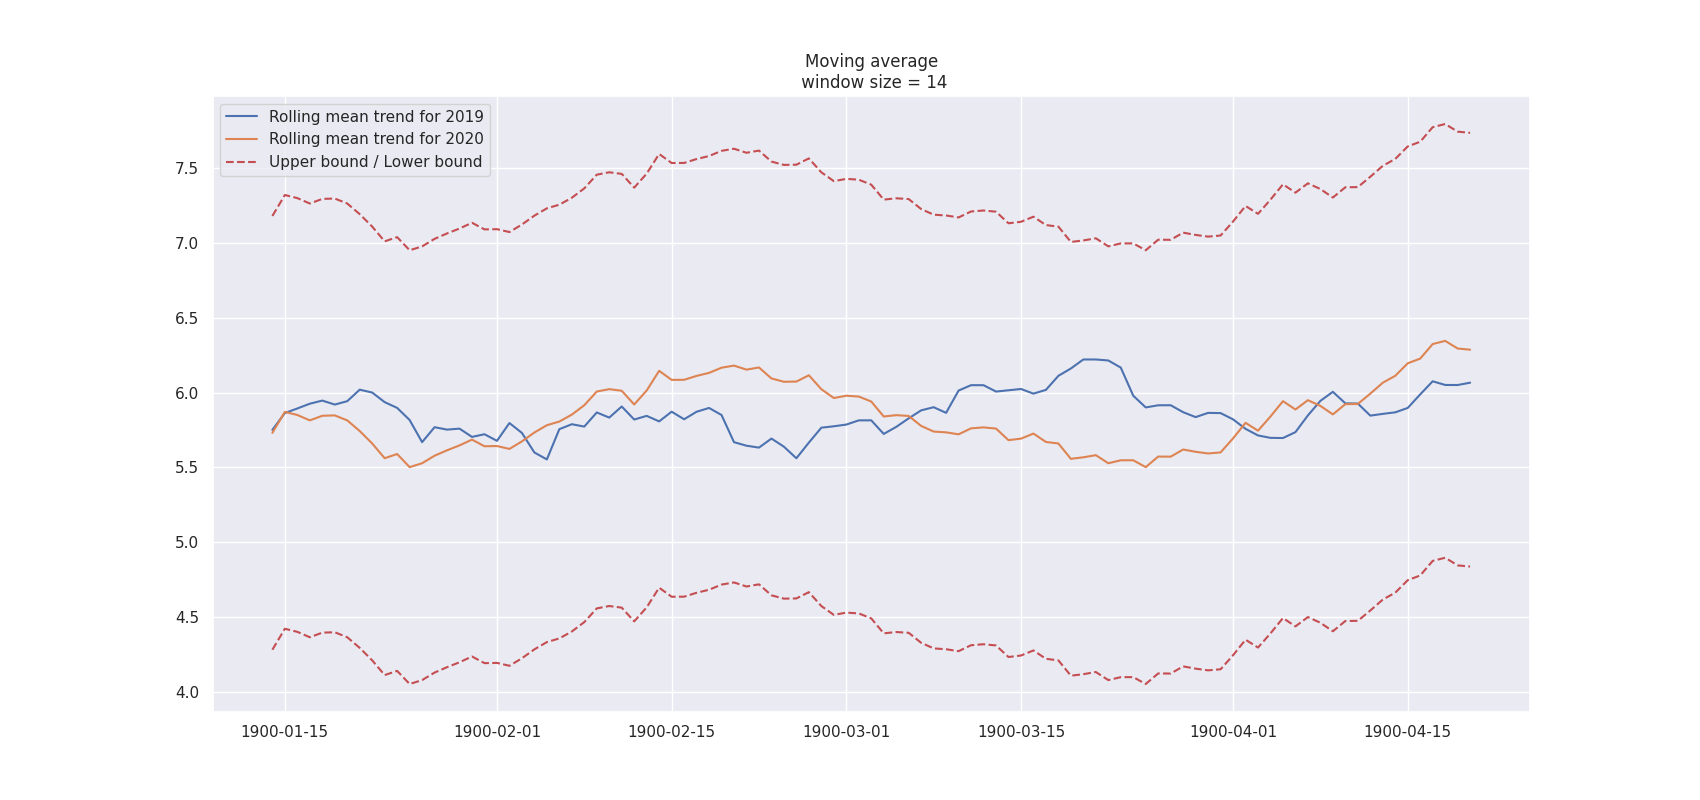 Moving average
window size = 14
Rolling mean trend for 2019
Rolling mean trend for 2020
Upper bound / Lower bound
7.5
7.0
6.5
6.0
5.5
5.0
4.5
4.0
1900-01-15 1900-02-01 1900-02-15 1900-03-01 1900-03-15 1900-04-01 1900-04-15